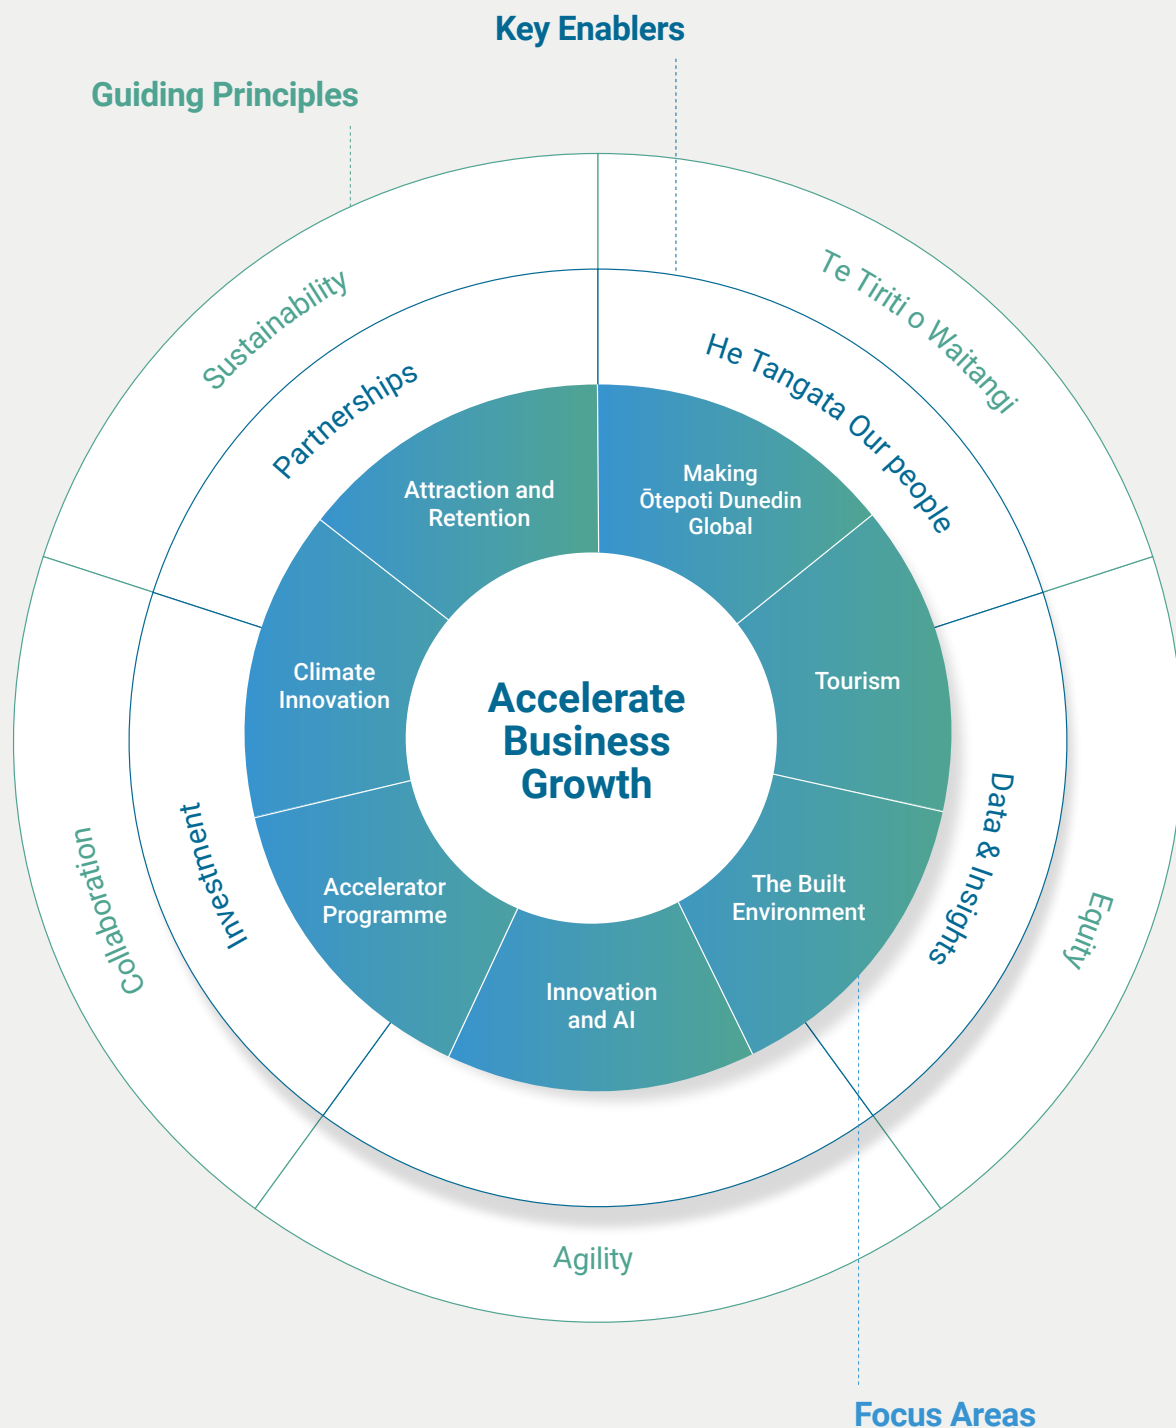 Key Enablers
Guiding Principles
Sustainability
Te Tiriti o Waitangi
Partnerships
He Tangata Our people
Attraction and
Retention
Making
Ōtepoti Dunedin
Global
Climate
Innovation
Tourism
Accelerate
Business
Growth
Investment
Data & Insights
Collaboration
Equity
Accelerator
Programme
The Built
Environment
Innovation
and AI
Agility
Focus Areas